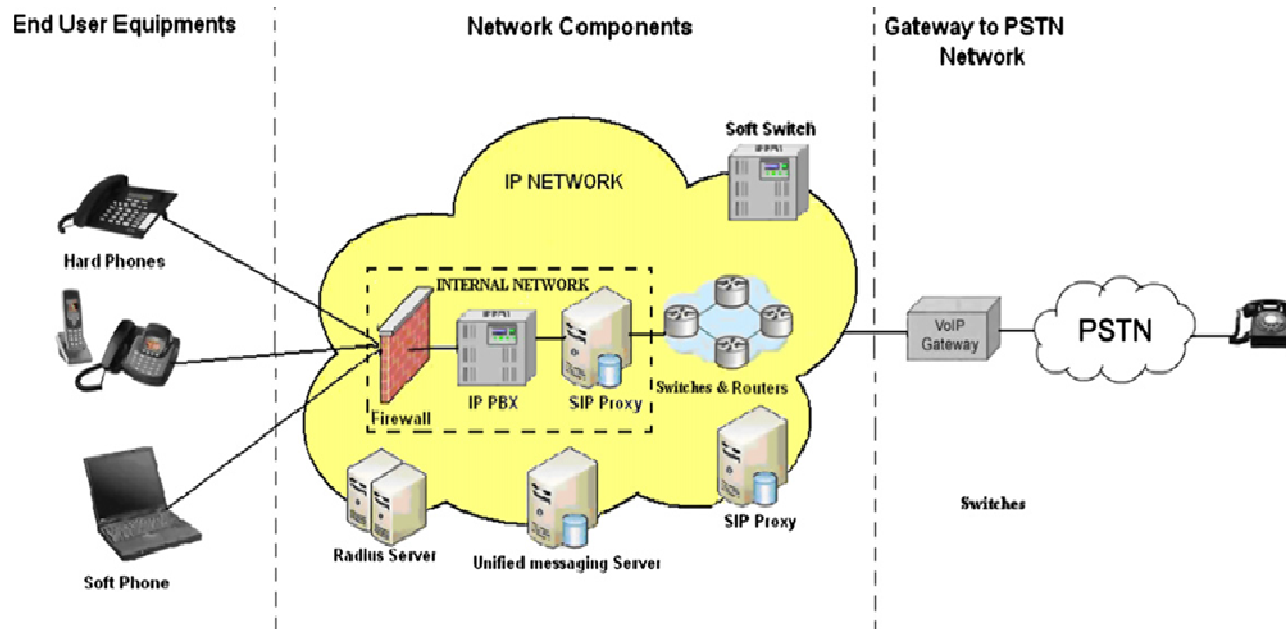 End User Equipments
Network Components
Gateway to PSTN
Network
Soft Switch
IP NETWORK
Hard Phones
INTERNAL NETWORK
VoIP
Gateway
PSTN
Firewall
IP PBX
SIP Proxy
Switches & Routers
Radius Server
Unified messaging Server
SIP Proxy
Switches
Soft Phone